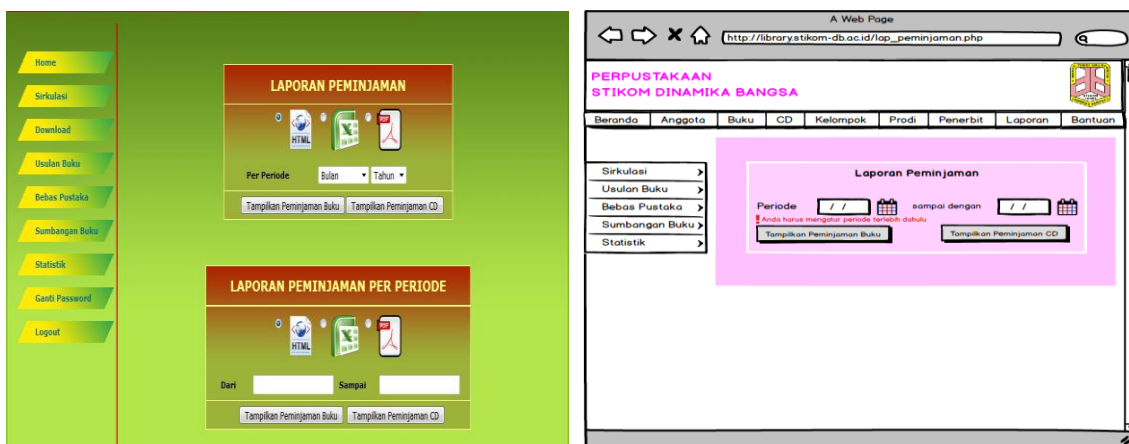 Home
Sirkulasi
Download
Usulan Buku
Bebas Pustaka
Sumbangan Buku
Statistik
Ganti Password
Logout
LAPORAN PEMINJAMAN
HTML
PDF
Per Periode Bulan Tahun
Tampilkan Peminjaman Buku Tampilkan Peminjaman CD
LAPORAN PEMINJAMAN PER PERIODE
HTML
PDF
Dari Sampai
Tampilkan Peminjaman Buku Tampilkan Peminjaman CD
A Web Page
http://library.stikom-db.ac.id/lap_peminjaman.php
PERPUSTAKAAN
STIKOM DINAMIKA BANGSA
Beranda Anggota Buku CD Kelompok Prodi Penerbit Laporan Bantuan
Sirkulasi >
Usulan Buku >
Bebas Pustaka >
Sumbangan Buku >
Statistik >
Laporan Peminjaman
Periode / / sampai dengan / /
! Anda harus mengatur periode terlebih dahulu
Tampilkan Peminjaman Buku Tampilkan Peminjaman CD